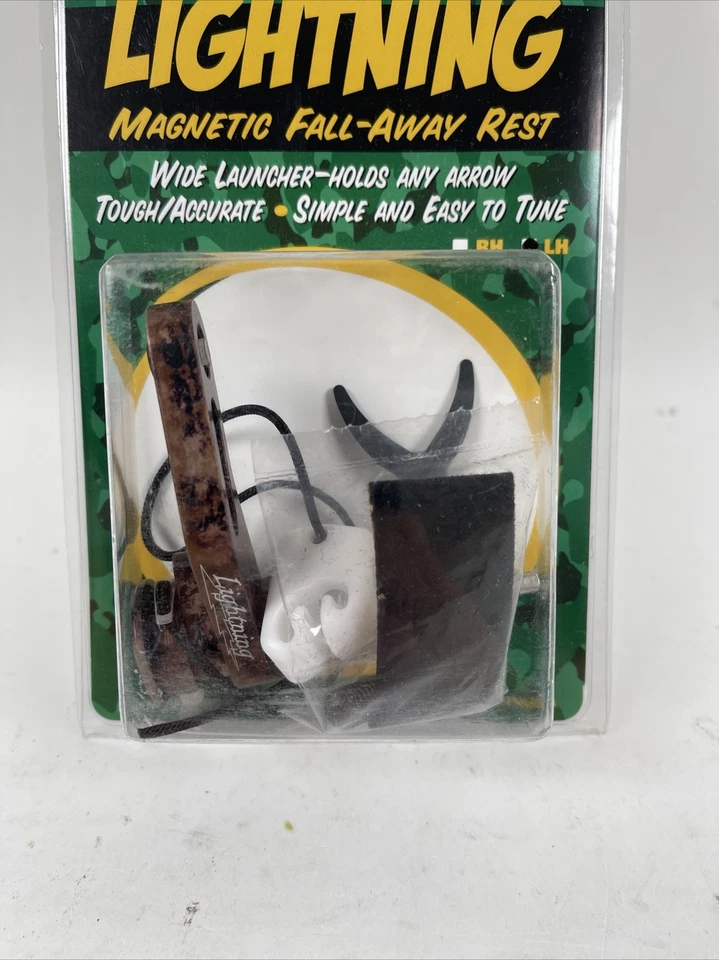 LIGHTNING
MAGNETIC FALL-AWAY REST
WIDE LAUNCHER—HOLDS ANY ARROW
TOUGH/ACCURATE • SIMPLE AND EASY TO TUNE
RH LH
Lightning